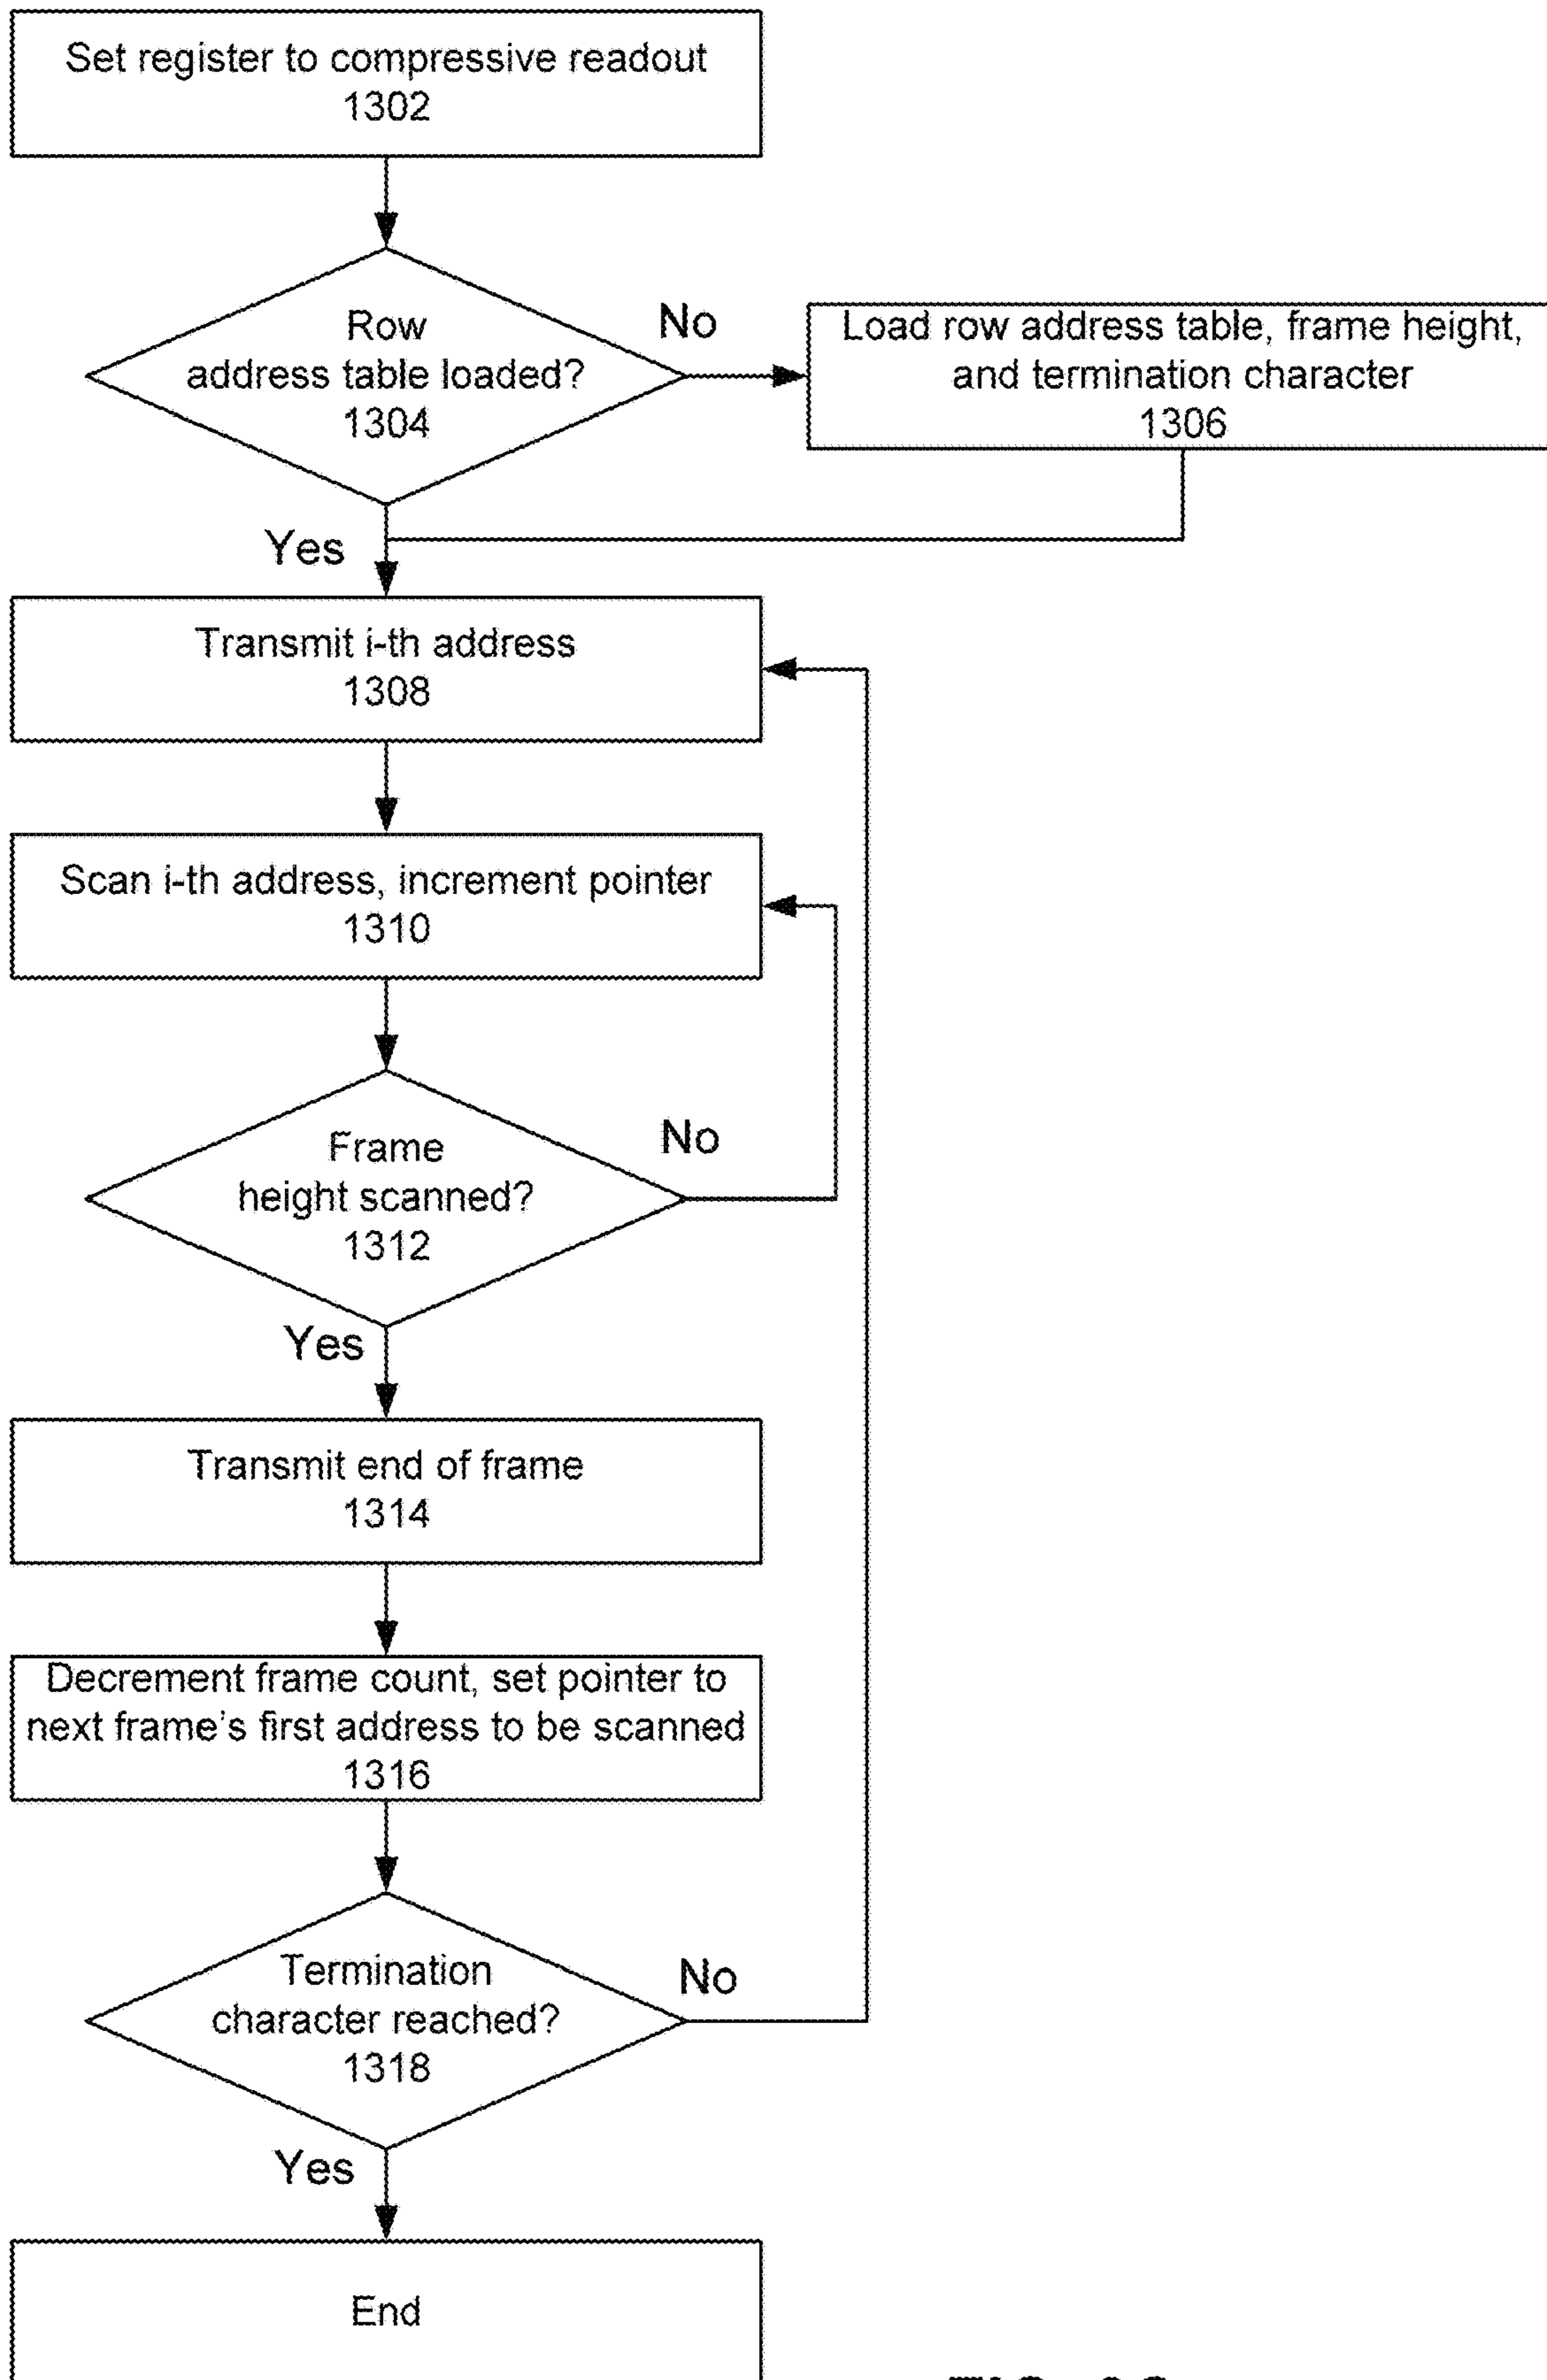 Set register to compressive readout
1302
Row
address table loaded?
1304
No
Load row address table, frame height,
and termination character
1306
Yes
Transmit i-th address
1308
Scan i-th address, increment pointer
1310
Frame
height scanned?
1312
No
Yes
Transmit end of frame
1314
Decrement frame count, set pointer to
next frame's first address to be scanned
1316
Termination
character reached?
1318
No
Yes
End